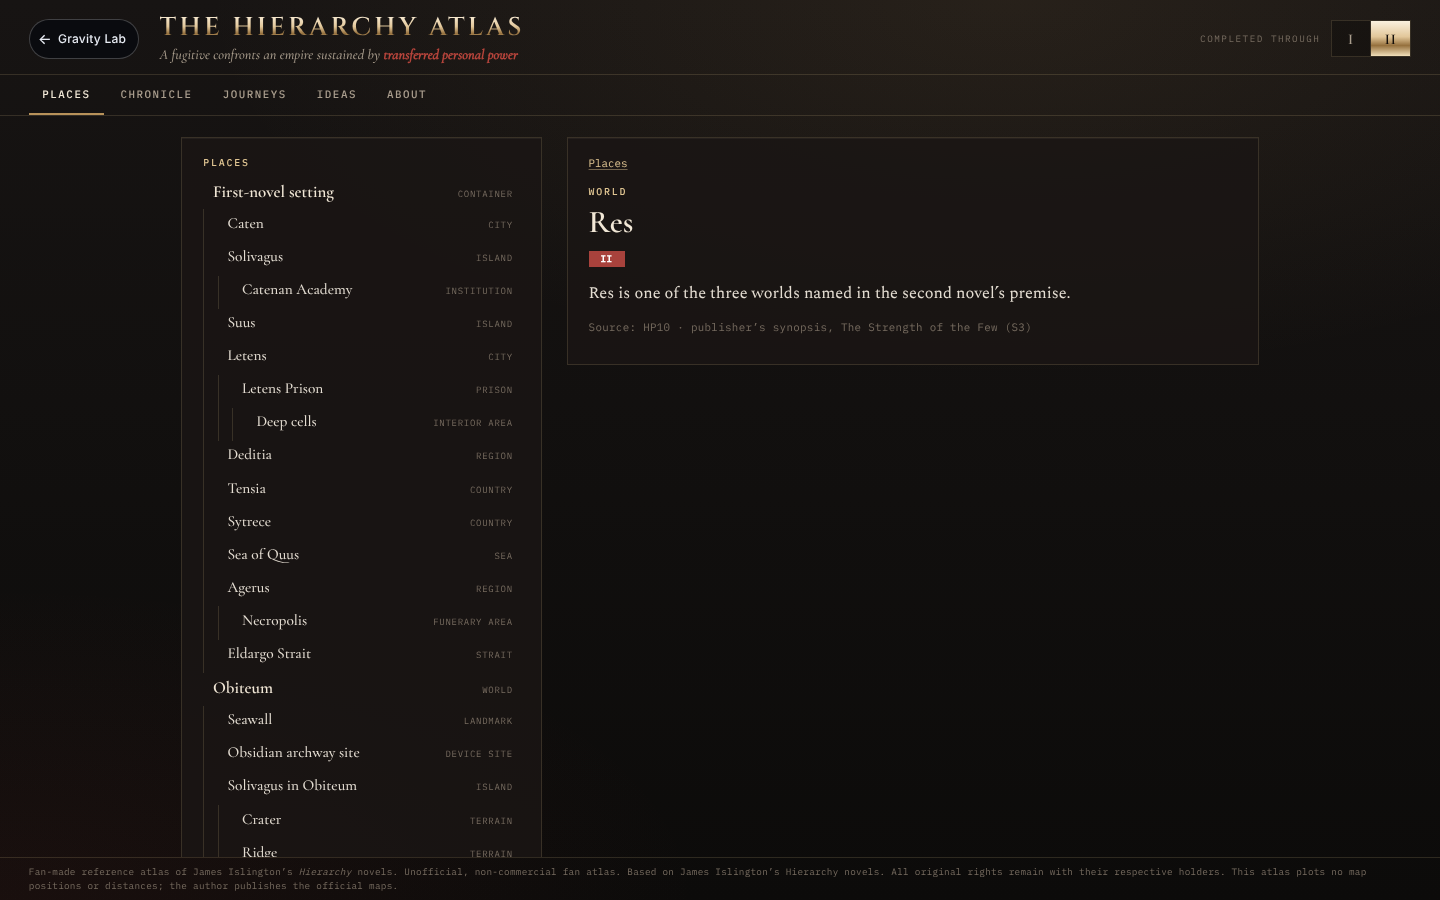 ← Gravity Lab
THE HIERARCHY ATLAS
A fugitive confronts an empire sustained by transferred personal power
COMPLETED THROUGH
I
II
PLACES
CHRONICLE
JOURNEYS
IDEAS
ABOUT
PLACES
First-novel setting CONTAINER
Caten CITY
Solivagus ISLAND
Catenan Academy INSTITUTION
Suus ISLAND
Letens CITY
Letens Prison PRISON
Deep cells INTERIOR AREA
Deditia REGION
Tensia COUNTRY
Sytrece COUNTRY
Sea of Quus SEA
Agerus REGION
Necropolis FUNERARY AREA
Eldargo Strait STRAIT
Obiteum WORLD
Seawall LANDMARK
Obsidian archway site DEVICE SITE
Solivagus in Obiteum ISLAND
Crater TERRAIN
Ridge TERRAIN
Places
WORLD
Res
II
Res is one of the three worlds named in the second novel´s premise.
Source: HP10 · publisher’s synopsis, The Strength of the Few (S3)
Fan-made reference atlas of James Islington’s Hierarchy novels. Unofficial, non-commercial fan atlas. Based on James Islington’s Hierarchy novels. All original rights remain with their respective holders. This atlas plots no map
positions or distances; the author publishes the official maps.